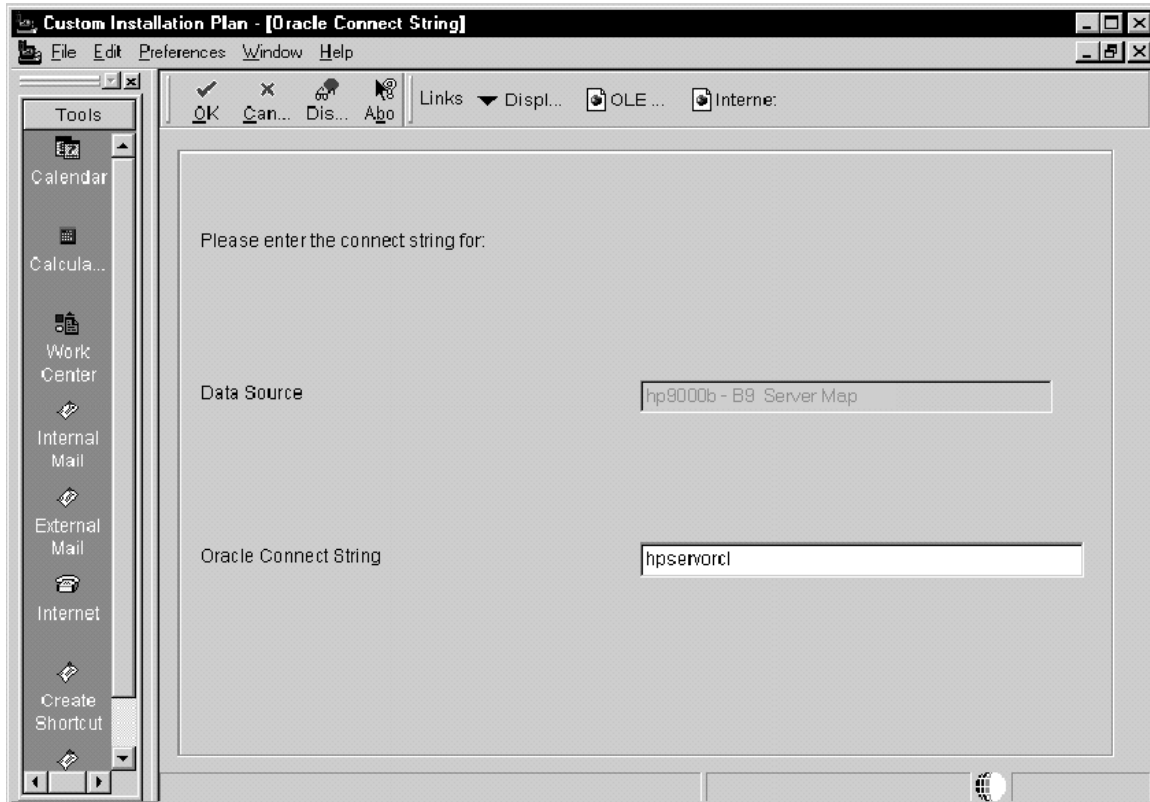 Custom Installation Plan - [Oracle Connect String]
File Edit Preferences Window Help
Tools
Calendar
Calcula...
Work
Center
Internal
Mail
External
Mail
Internet
Create
Shortcut
OK Can... Dis... Abo
Links Displ... OLE ... Internet
Please enter the connect string for:
Data Source
hp9000b - B9 Server Map
Oracle Connect String
hpservorcl